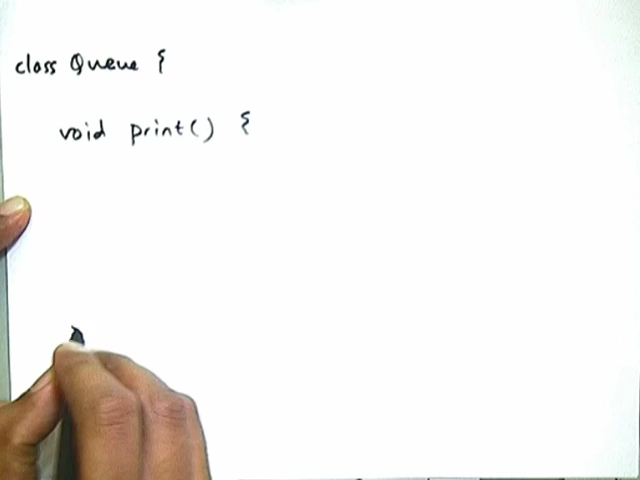 class Queue {
void print() {